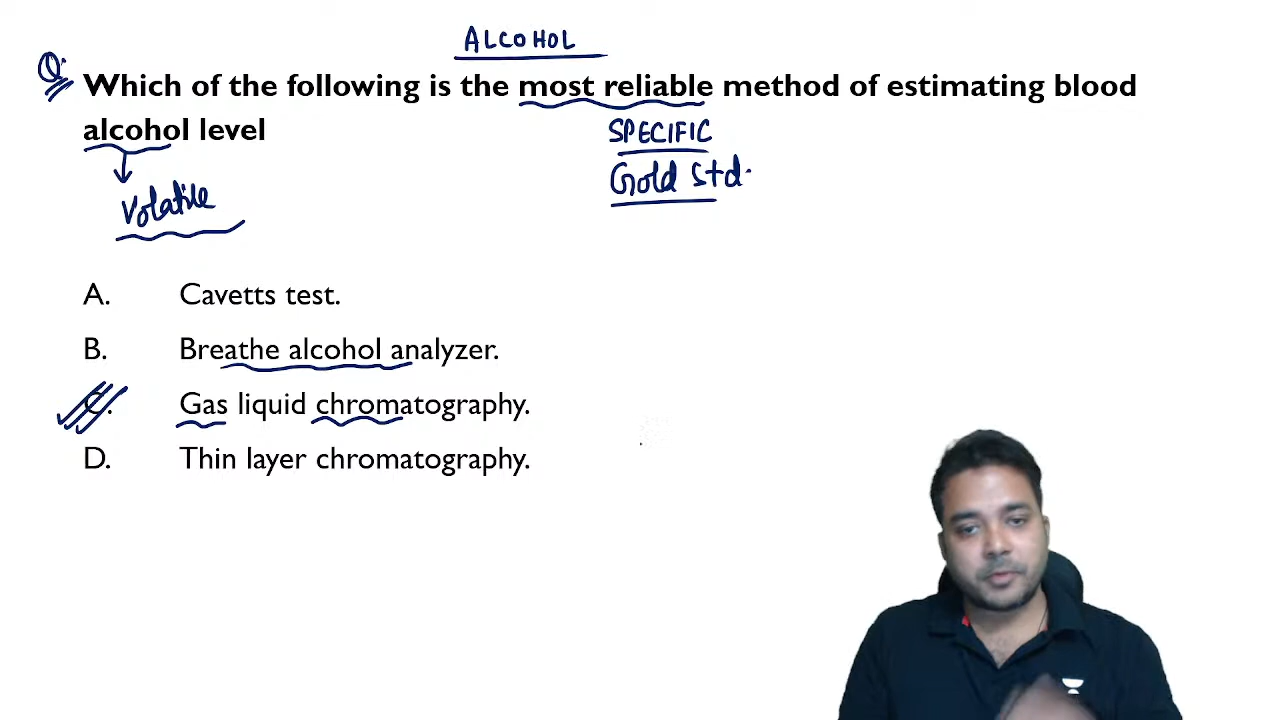 ALCOHOL
Q. Which of the following is the most reliable method of estimating blood
alcohol level
SPECIFIC
Gold Std.
Volatile
A. Cavetts test.
B. Breathe alcohol analyzer.
C. Gas liquid chromatography.
D. Thin layer chromatography.